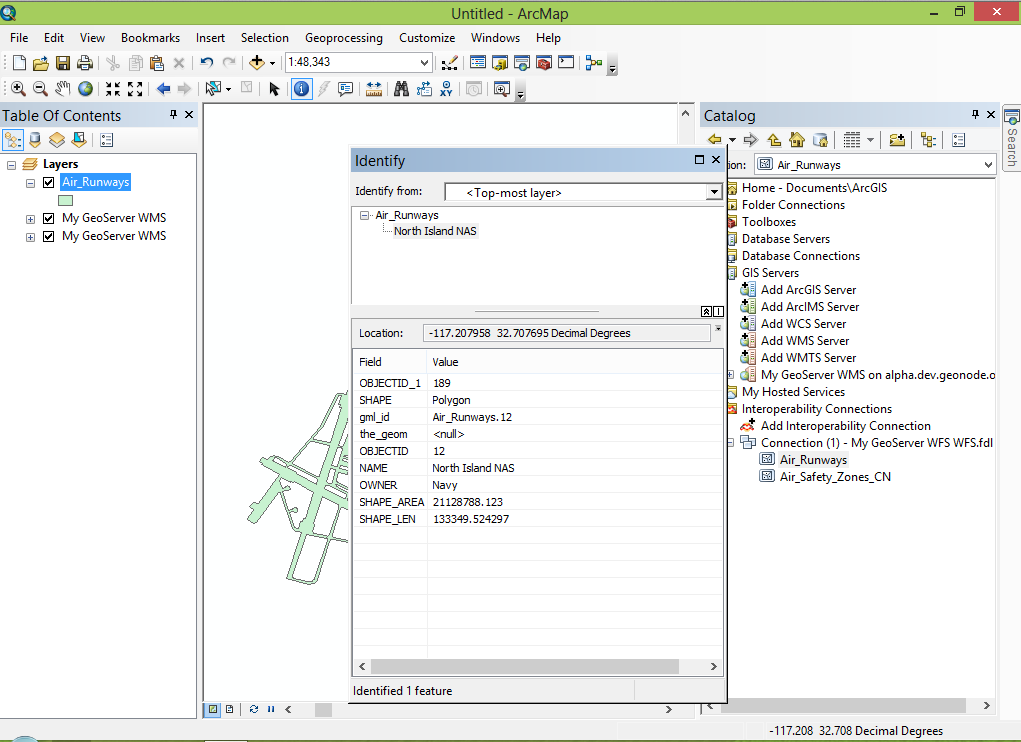 Untitled - ArcMap
File Edit View Bookmarks Insert Selection Geoprocessing Customize Windows Help
1:48,343
Table Of Contents
Layers
Air_Runways
My GeoServer WMS
My GeoServer WMS
Identify
Identify from: <Top-most layer>
Air_Runways
North Island NAS
Location: -117.207958 32.707695 Decimal Degrees
Field Value
OBJECTID_1 189
SHAPE Polygon
gml_id Air_Runways.12
the_geom <null>
OBJECTID 12
NAME North Island NAS
OWNER Navy
SHAPE_AREA 21128788.123
SHAPE_LEN 133349.524297
Identified 1 feature
Catalog
ion: Air_Runways
Home - Documents\ArcGIS
Folder Connections
Toolboxes
Database Servers
Database Connections
GIS Servers
Add ArcGIS Server
Add ArcIMS Server
Add WCS Server
Add WMS Server
Add WMTS Server
My GeoServer WMS on alpha.dev.geonode.o
My Hosted Services
Interoperability Connections
Add Interoperability Connection
Connection (1) - My GeoServer WFS WFS.fdl
Air_Runways
Air_Safety_Zones_CN
Search
-117.208 32.708 Decimal Degrees